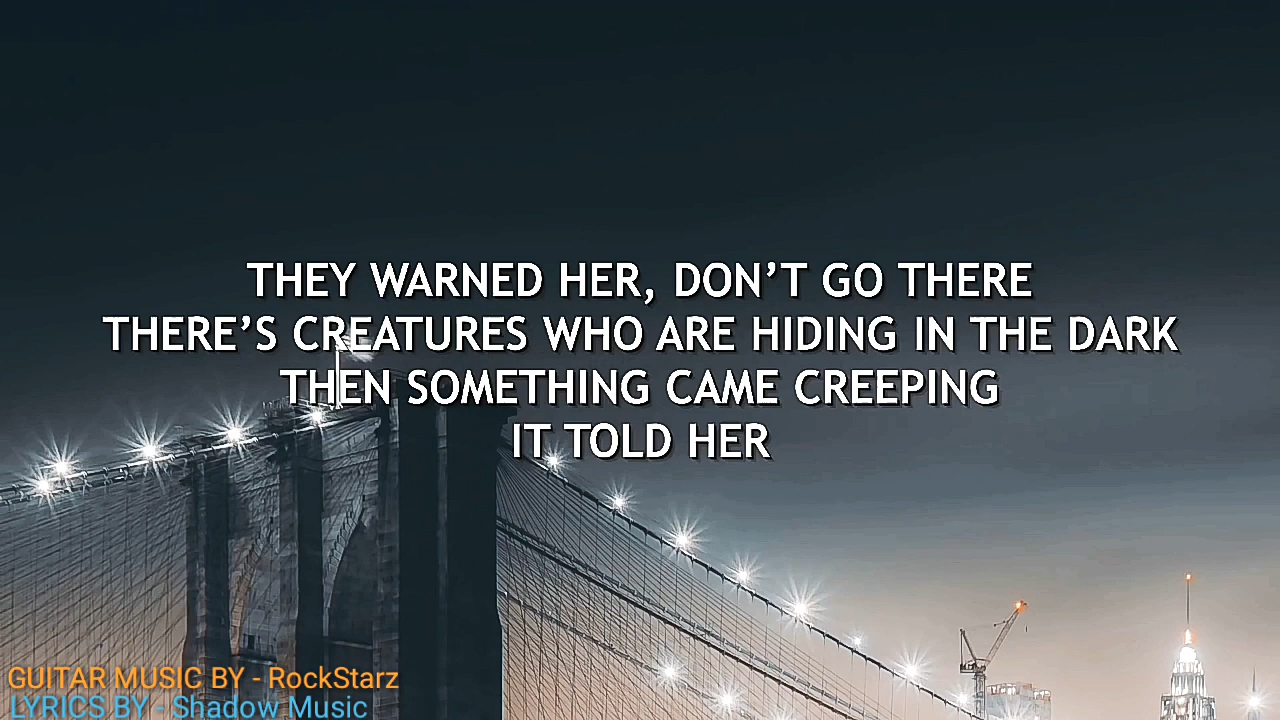 THEY WARNED HER, DON’T GO THERE
THERE’S CREATURES WHO ARE HIDING IN THE DARK
THEN SOMETHING CAME CREEPING
IT TOLD HER
GUITAR MUSIC BY - RockStarz
LYRICS BY - Shadow Music